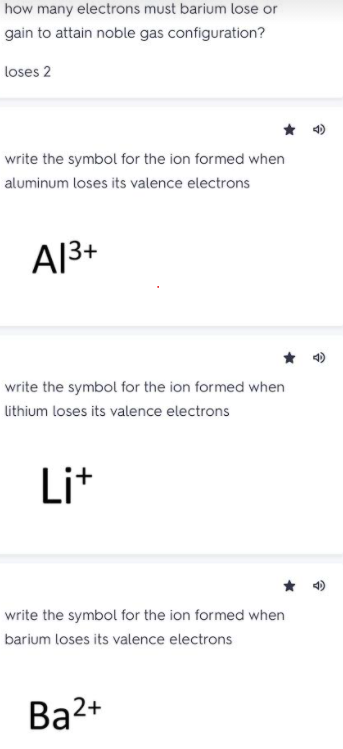 how many electrons must barium lose or
gain to attain noble gas configuration?
loses 2
write the symbol for the ion formed when
aluminum loses its valence electrons
Al³⁺
write the symbol for the ion formed when
lithium loses its valence electrons
Li⁺
write the symbol for the ion formed when
barium loses its valence electrons
Ba²⁺